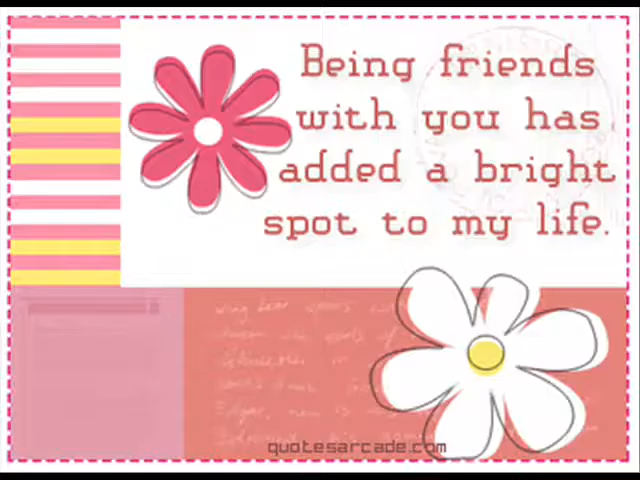 Being friends
with you has
added a bright
spot to my life.
quotesarcade.com